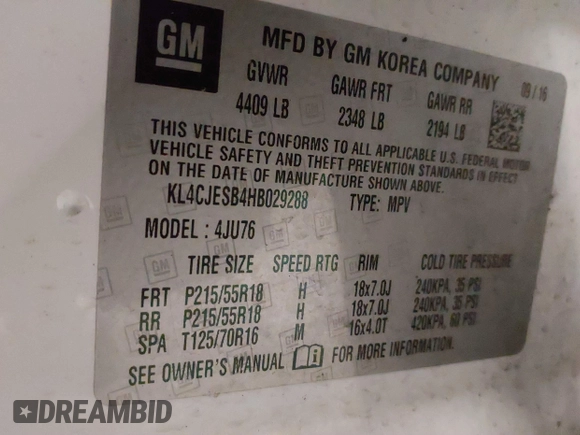 GM
MFD BY GM KOREA COMPANY 09/16
GVWR GAWR FRT GAWR RR
4409 LB 2348 LB 2194 LB
THIS VEHICLE CONFORMS TO ALL APPLICABLE U.S. FEDERAL MOTOR
VEHICLE SAFETY AND THEFT PREVENTION STANDARDS IN EFFECT
ON THE DATE OF MANUFACTURE SHOWN ABOVE.
KL4CJESB4HB029288 TYPE: MPV
MODEL : 4JU76
TIRE SIZE SPEED RTG RIM COLD TIRE PRESSURE
FRT P215/55R18 H 18x7.0J 240KPA, 35 PSI
RR P215/55R18 H 18x7.0J 240KPA, 35 PSI
SPA T125/70R16 M 16x4.0T 420KPA, 60 PSI
SEE OWNER'S MANUAL FOR MORE INFORMATION.
DREAMBID